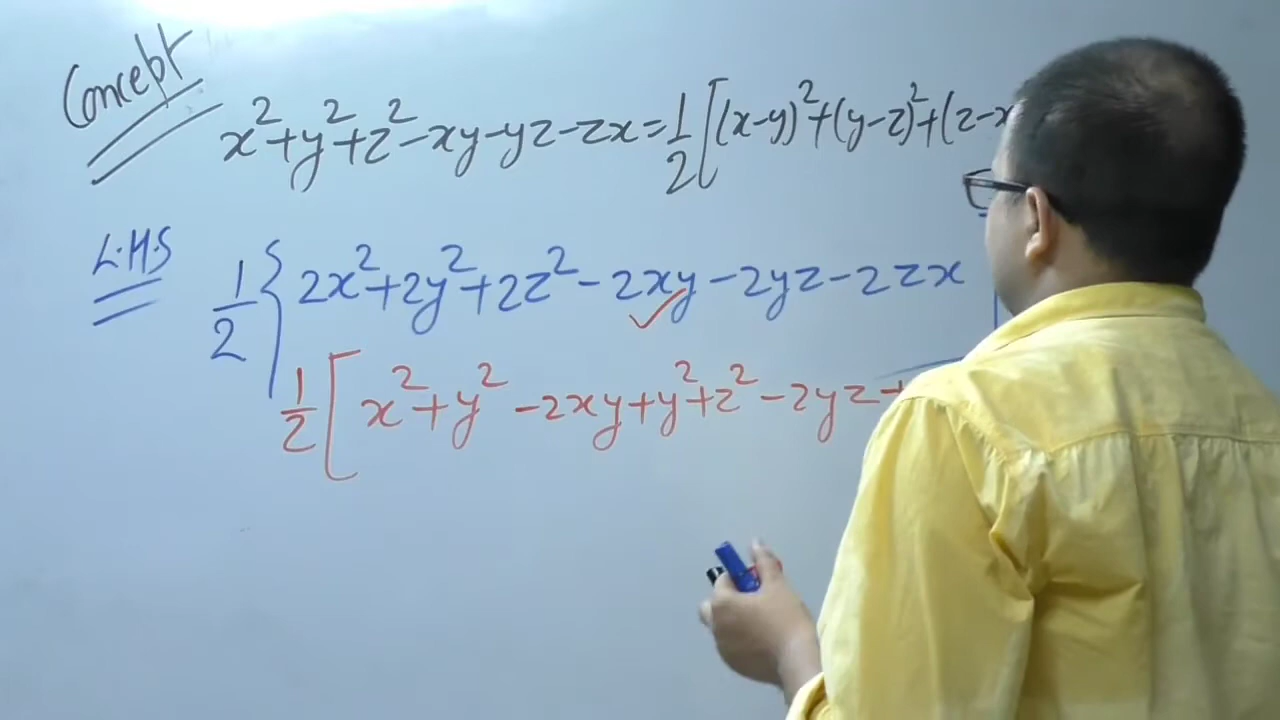 Concept
x²+y²+z²-xy-yz-zx=1/2[(x-y)²+(y-z)²+(z-x
L.H.S
1/2{2x²+2y²+2z²-2xy-2yz-2zx
1/2[x²+y²-2xy+y²+z²-2yz+